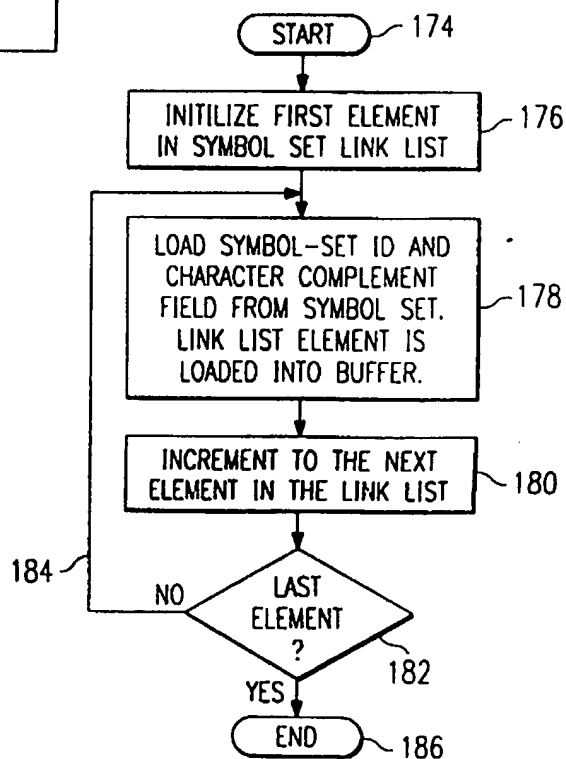 START
174
INITILIZE FIRST ELEMENT
IN SYMBOL SET LINK LIST
176
LOAD SYMBOL-SET ID AND
CHARACTER COMPLEMENT
FIELD FROM SYMBOL SET.
LINK LIST ELEMENT IS
LOADED INTO BUFFER.
178
INCREMENT TO THE NEXT
ELEMENT IN THE LINK LIST
180
184
NO
LAST
ELEMENT
?
182
YES
END
186